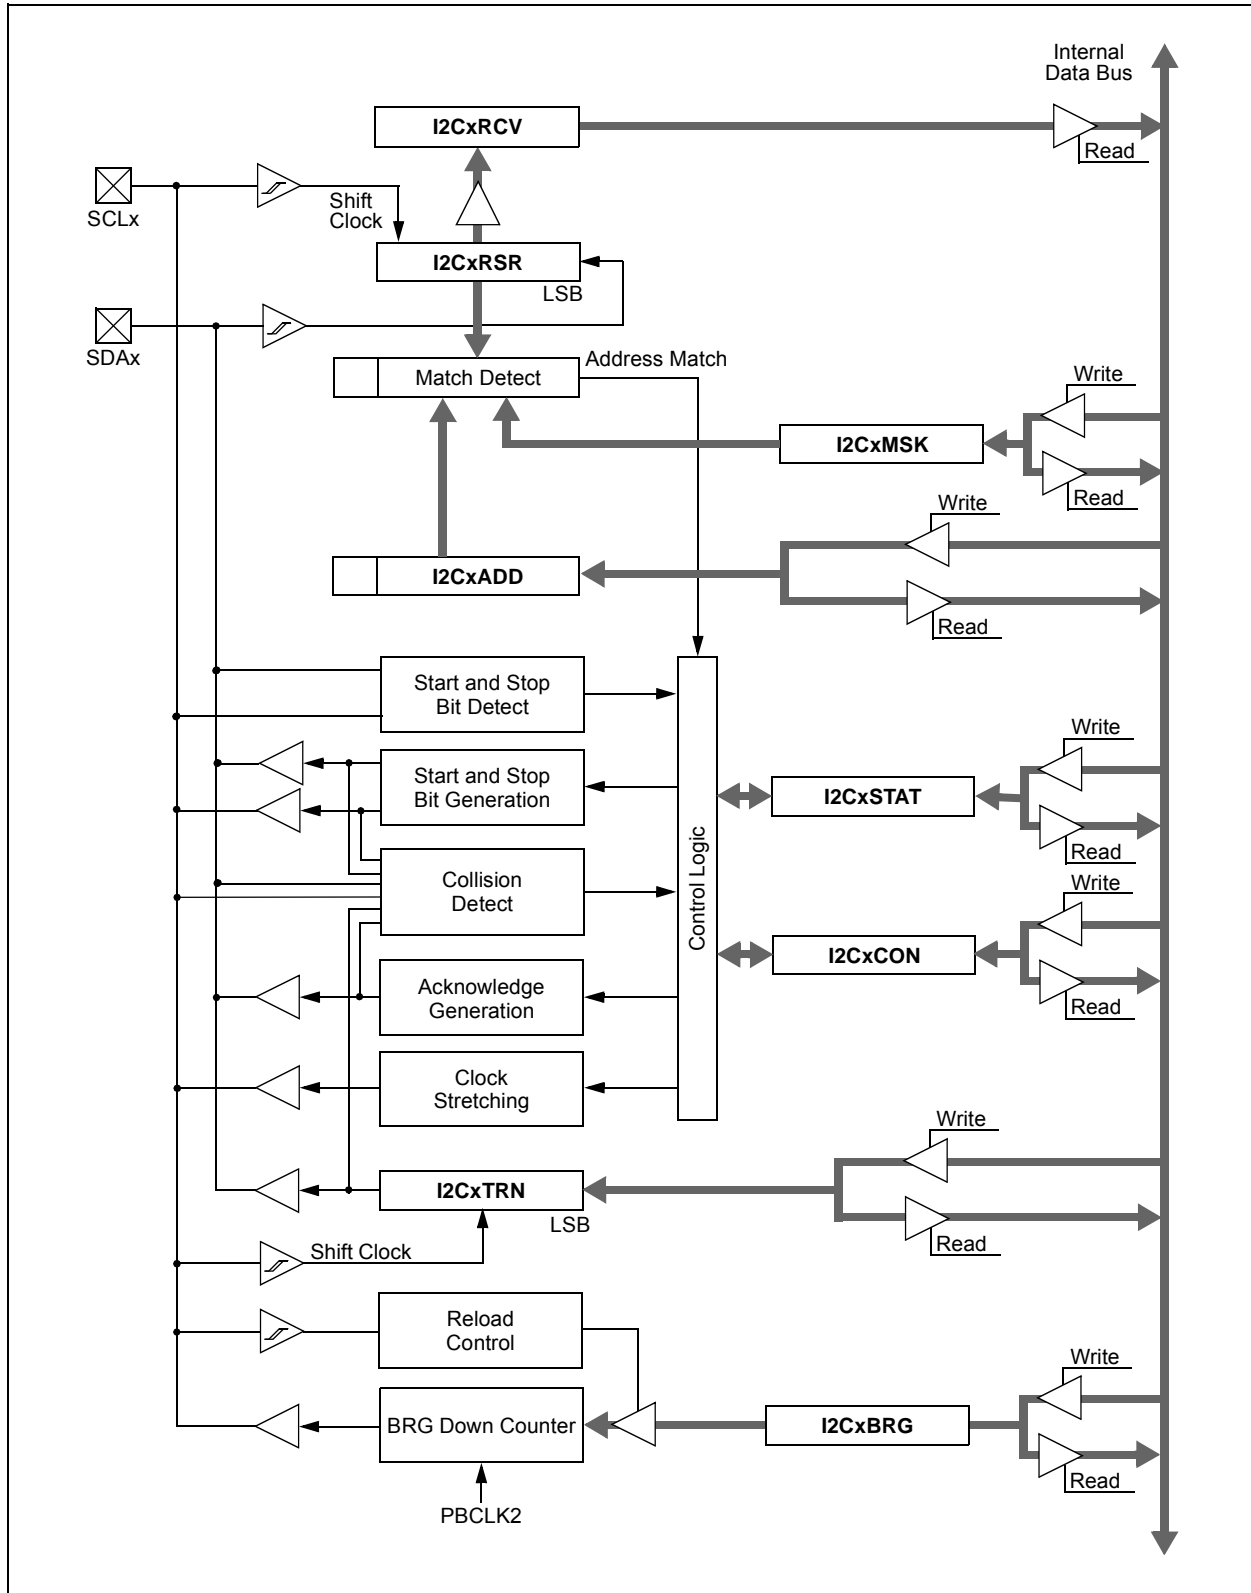 Internal
Data Bus
I2CxRCV
Read
SCLx
Shift
Clock
I2CxRSR
LSB
SDAx
Address Match
Match Detect
Write
I2CxMSK
Read
Write
I2CxADD
Read
Start and Stop
Bit Detect
Write
Start and Stop
Bit Generation
I2CxSTAT
Read
Control Logic
Collision
Detect
Write
I2CxCON
Acknowledge
Generation
Read
Clock
Stretching
Write
I2CxTRN
LSB
Read
Shift Clock
Reload
Control
Write
BRG Down Counter
I2CxBRG
Read
PBCLK2